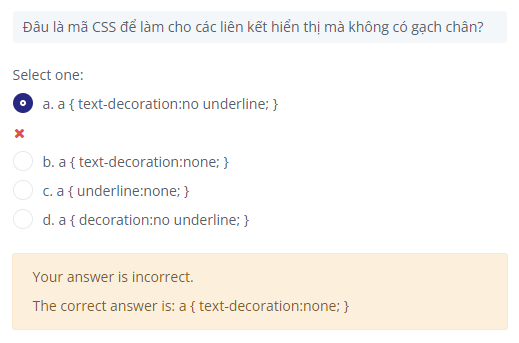 Đâu là mã CSS để làm cho các liên kết hiển thị mà không có gạch chân?
Select one:
a. a { text-decoration:no underline; }
b. a { text-decoration:none; }
c. a { underline:none; }
d. a { decoration:no underline; }
Your answer is incorrect.
The correct answer is: a { text-decoration:none; }